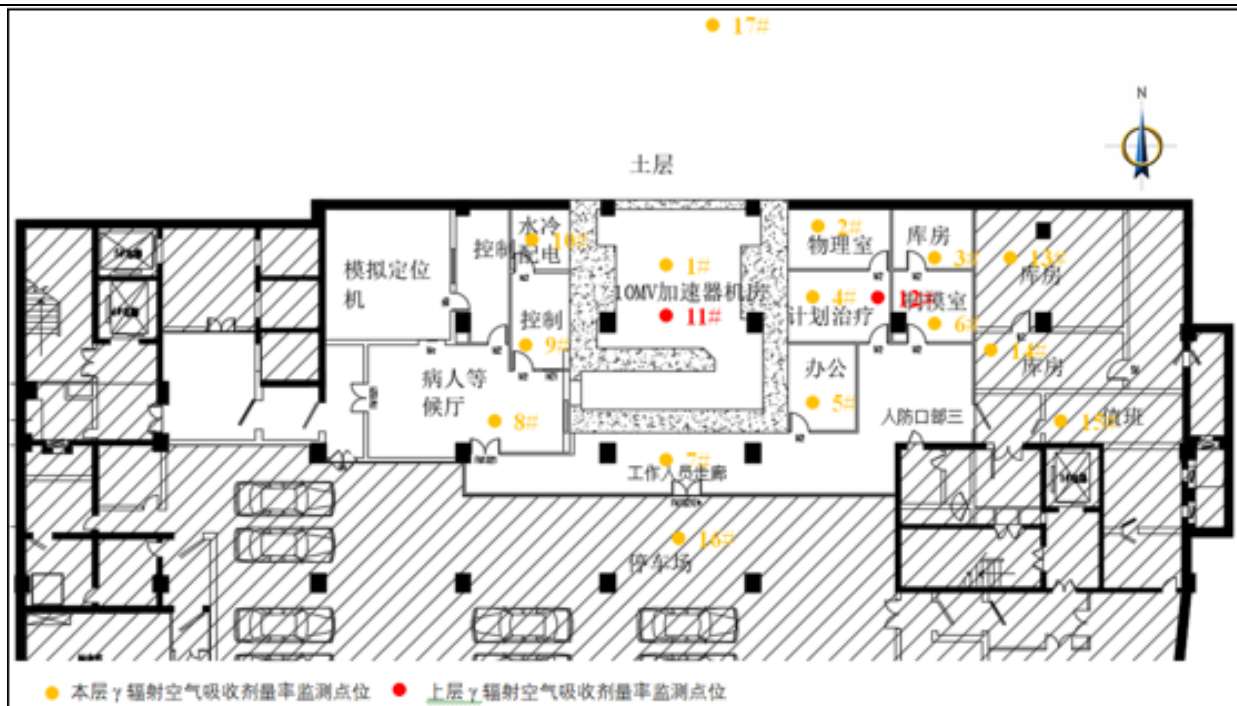 17#
N
土层
水冷
配电
10#
控制
模拟定位
机
控制
9#
1#
10MV加速器机房
11#
2#
物理室
库房
3#
13#
库房
4#
12#
计划治疗
6#
14#
库房
办公
5#
病人等
候厅
8#
人防口部三
15#
值班
7#
工作人员走廊
16#
停车场
本层γ辐射空气吸收剂量率监测点位
上层γ辐射空气吸收剂量率监测点位